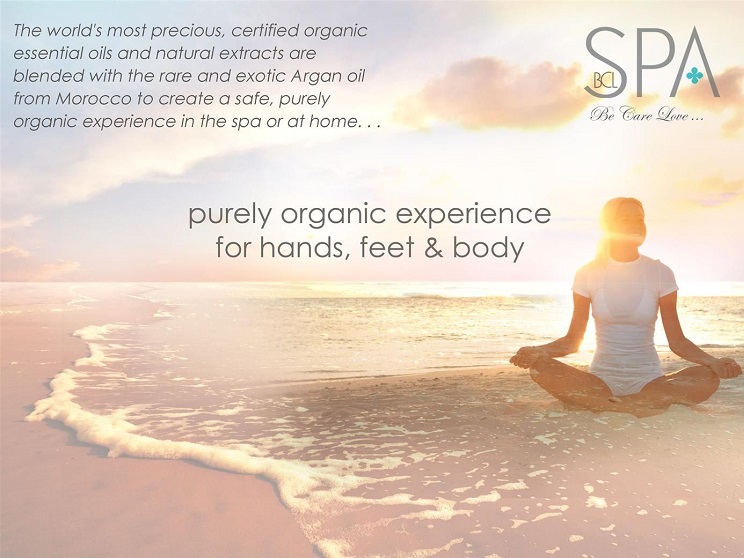 The world's most precious, certified organic
essential oils and natural extracts are
blended with the rare and exotic Argan oil
from Morocco to create a safe, purely
organic experience in the spa or at home. . .
SPA
BCL
Be Care Love...
purely organic experience
for hands, feet & body